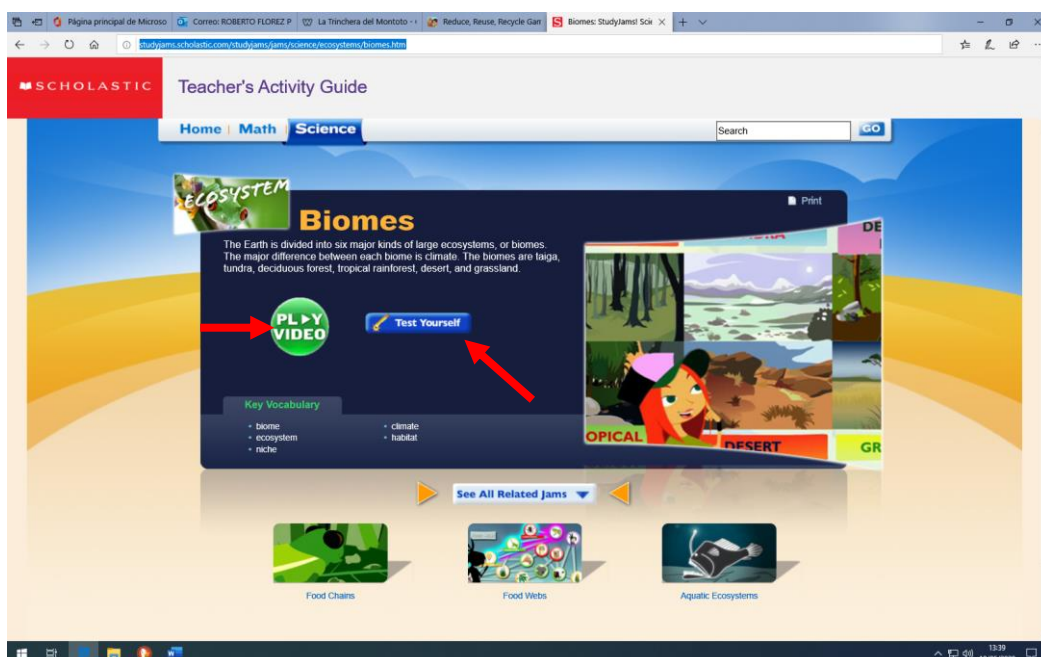 Página principal de Microso
Correo: ROBERTO FLOREZ P
La Trinchera del Montoto -
Reduce, Reuse, Recycle Gam
Biomes: StudyJams! Scie
studyjams.scholastic.com/studyjams/jams/science/ecosystems/biomes.htm
SCHOLASTIC
Teacher's Activity Guide
Home Math Science
Search GO
ECOSYSTEM
Print
Biomes
The Earth is divided into six major kinds of large ecosystems, or biomes.
The major difference between each biome is climate. The biomes are taiga,
tundra, deciduous forest, tropical rainforest, desert, and grassland.
DE
PLAY
VIDEO
Test Yourself
Key Vocabulary
• biome
• ecosystem
• niche
• climate
• habitat
OPICAL
DESERT
GR
See All Related Jams
Food Chains
Food Webs
Aquatic Ecosystems
13:39